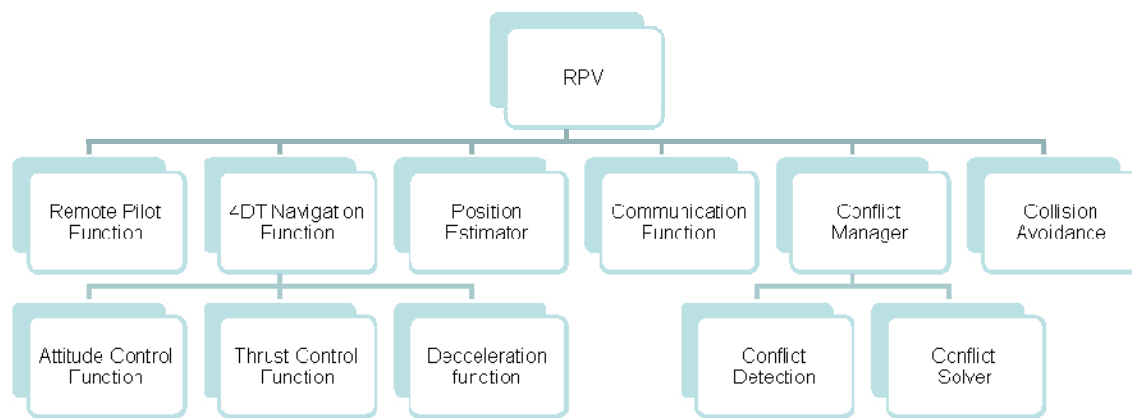 RPV
Remote Pilot
Function
4DT Navigation
Function
Position
Estimator
Communication
Function
Conflict
Manager
Collision
Avoidance
Attitude Control
Function
Thrust Control
Function
Decceleration
function
Conflict
Detection
Conflict
Solver